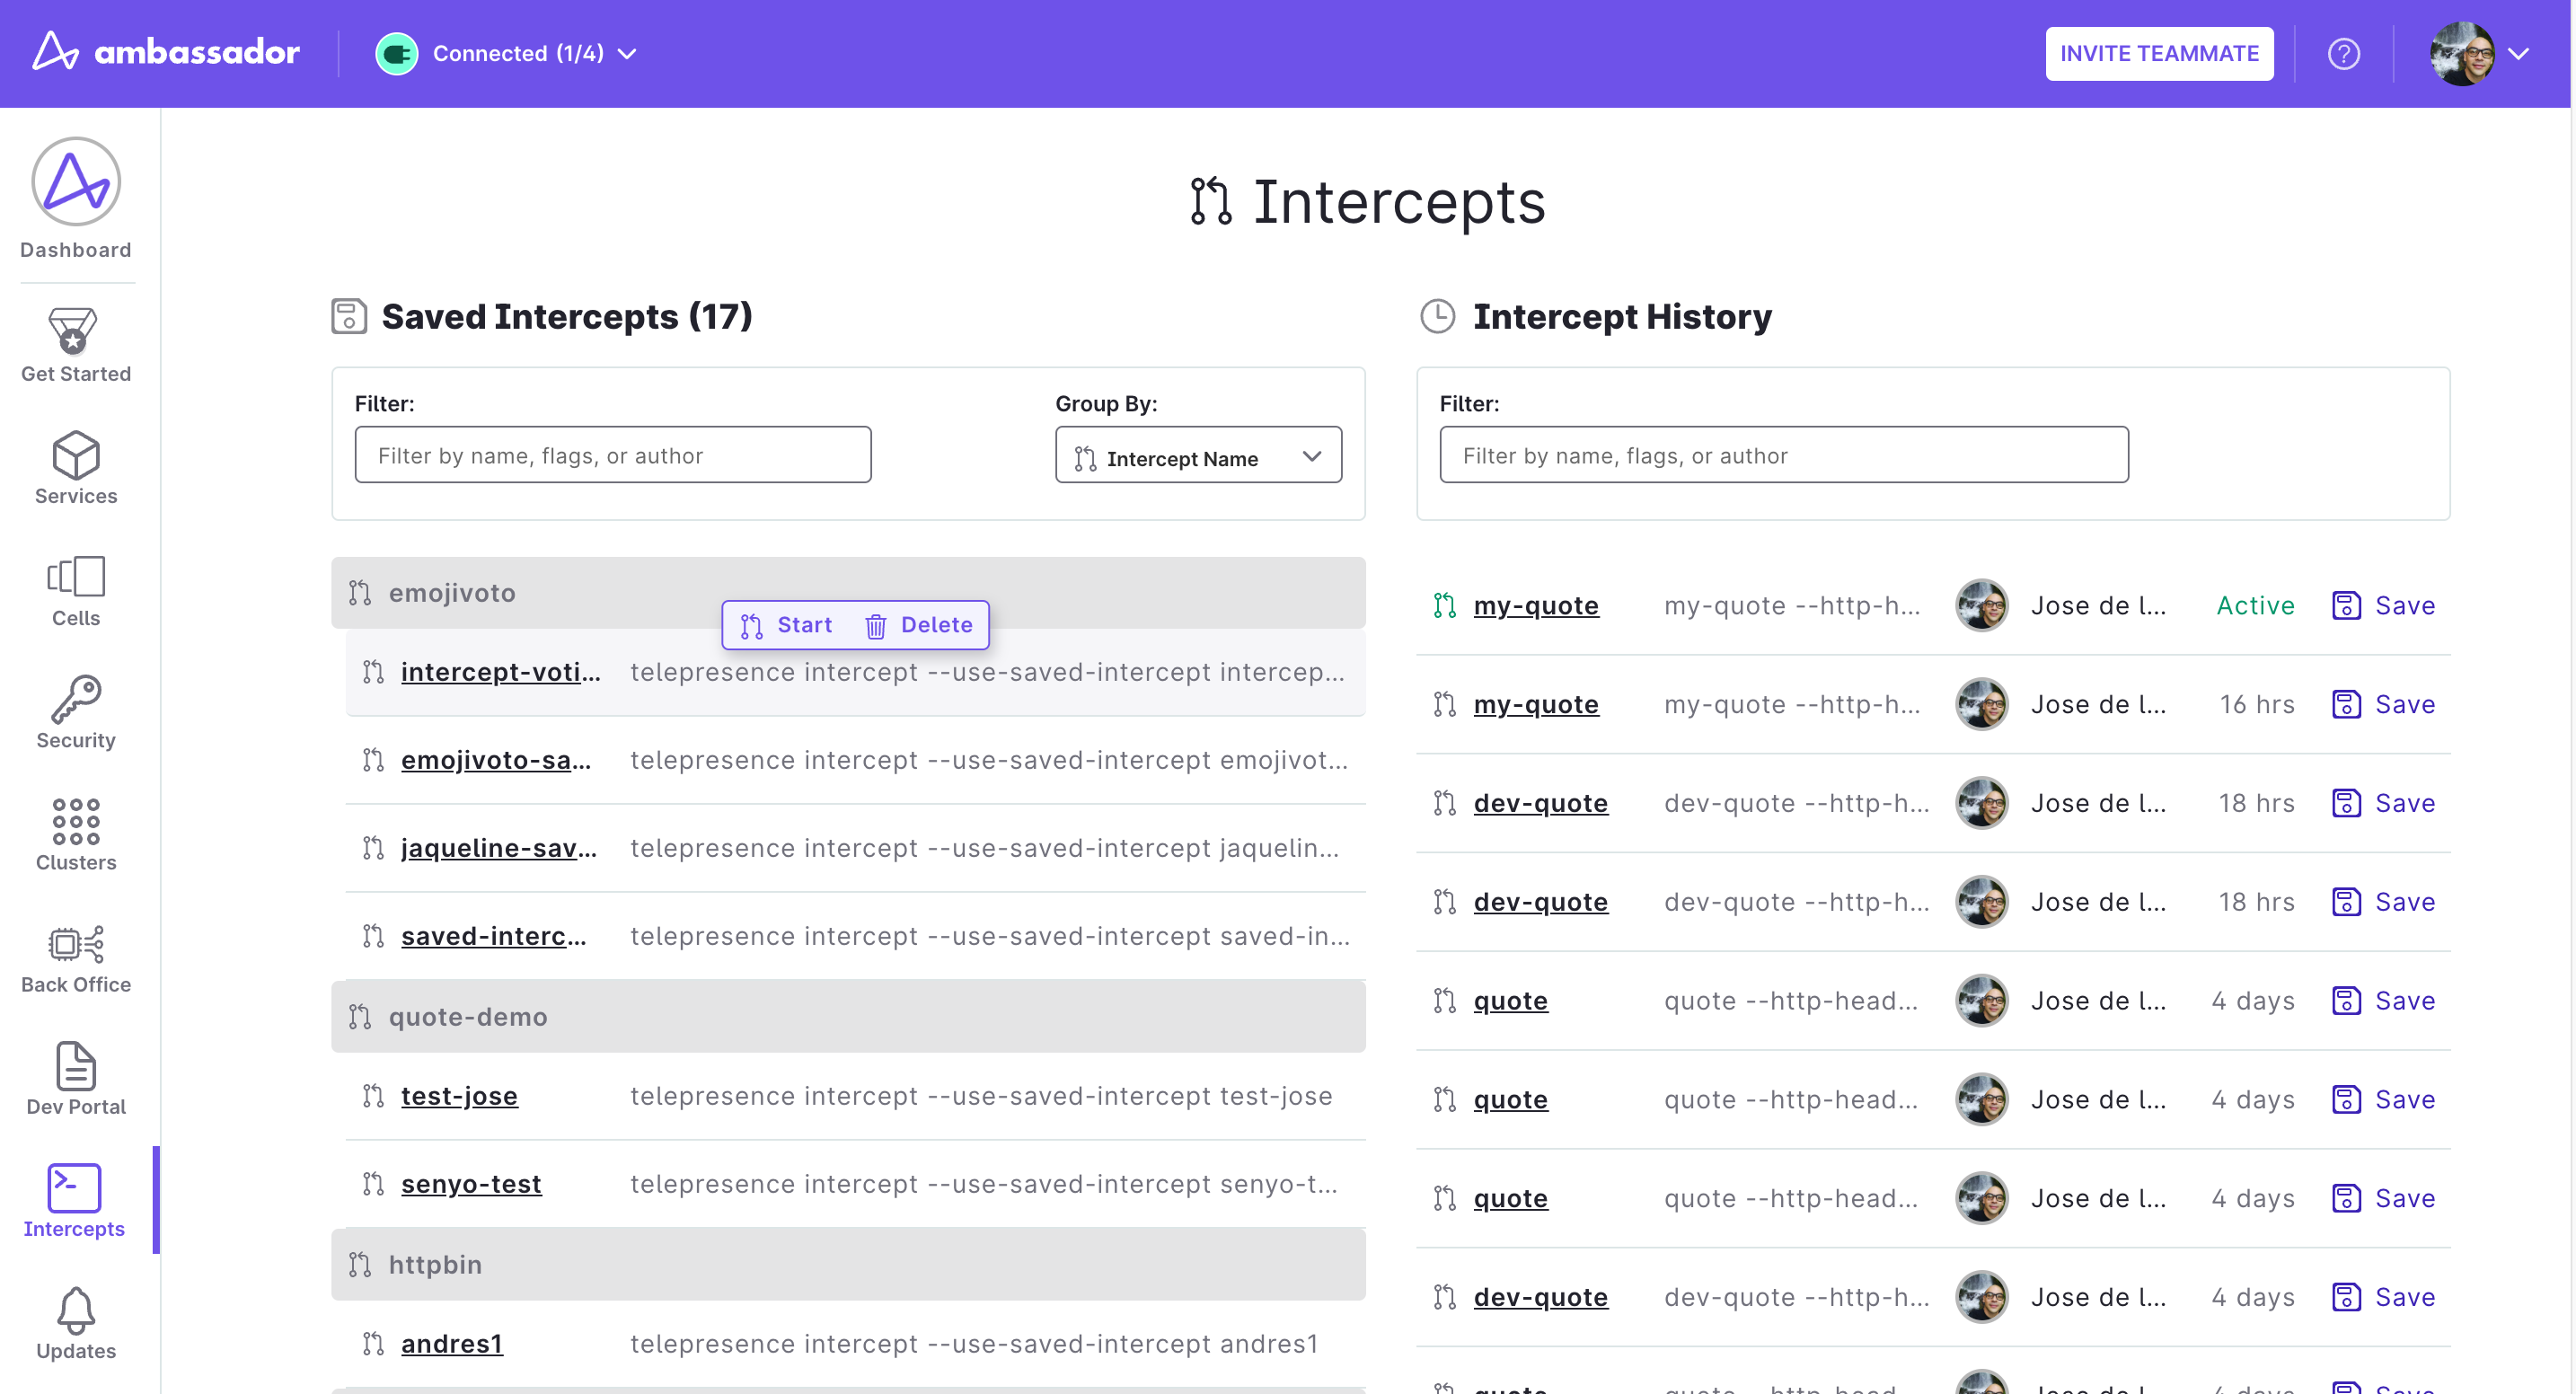 ambassador
Connected (1/4)
INVITE TEAMMATE
?
Dashboard
Get Started
Services
Cells
Security
Clusters
Back Office
Dev Portal
Intercepts
Updates
Intercepts
Saved Intercepts (17)
Filter:
Filter by name, flags, or author
Group By:
Intercept Name
emojivoto
Start Delete
intercept-voti... telepresence intercept --use-saved-intercept intercep...
emojivoto-sa... telepresence intercept --use-saved-intercept emojivot...
jaqueline-sav... telepresence intercept --use-saved-intercept jaquelin...
saved-interc... telepresence intercept --use-saved-intercept saved-in...
quote-demo
test-jose telepresence intercept --use-saved-intercept test-jose
senyo-test telepresence intercept --use-saved-intercept senyo-t...
httpbin
andres1 telepresence intercept --use-saved-intercept andres1
Intercept History
Filter:
Filter by name, flags, or author
my-quote my-quote --http-h... Jose de l... Active Save
my-quote my-quote --http-h... Jose de l... 16 hrs Save
dev-quote dev-quote --http-h... Jose de l... 18 hrs Save
dev-quote dev-quote --http-h... Jose de l... 18 hrs Save
quote quote --http-head... Jose de l... 4 days Save
quote quote --http-head... Jose de l... 4 days Save
quote quote --http-head... Jose de l... 4 days Save
dev-quote dev-quote --http-h... Jose de l... 4 days Save